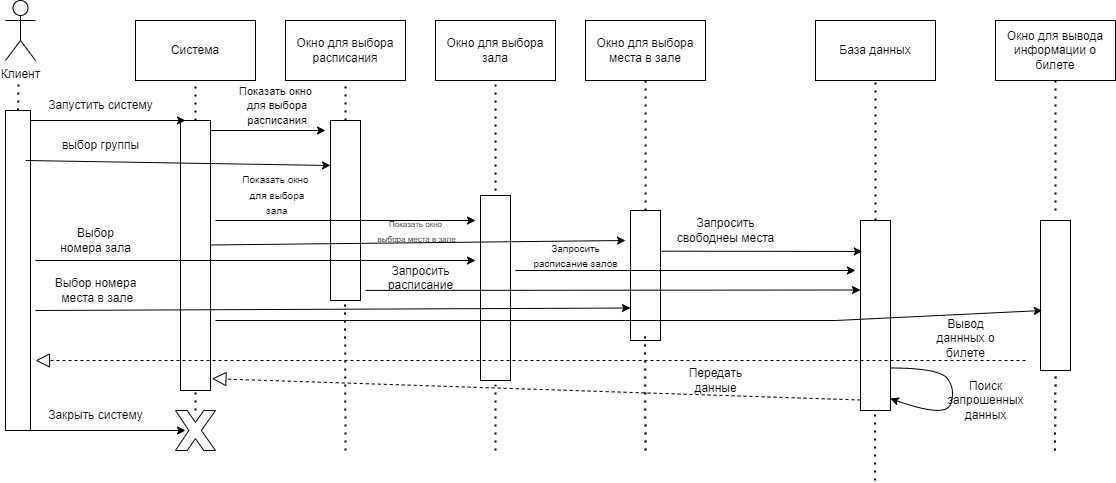 Клиент
Система
Окно для выбора
расписания
Окно для выбора
зала
Окно для выбора
места в зале
База данных
Окно для вывода
информации о
билете
Запустить систему
Показать окно
для выбора
расписания
выбор группы
Показать окно
для выбора
зала
Выбор
номера зала
Показать окно
выбора места в зале
Запросить
свободнеы места
Запросить
расписание залов
Запросить
расписание
Выбор номера
места в зале
Вывод
даннных о
билете
Передать
данные
Поиск
запрошенных
данных
Закрыть систему